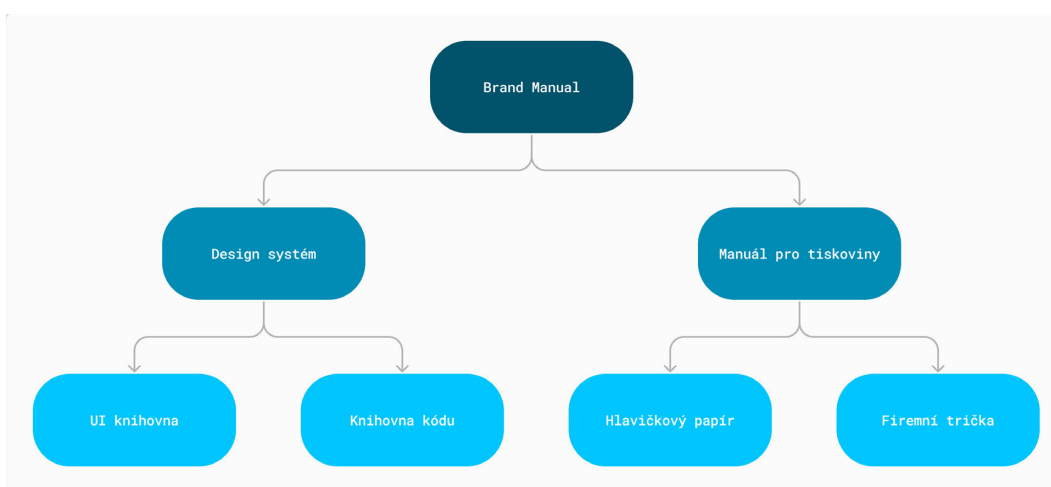 Brand Manual
Design systém
Manuál pro tiskoviny
UI knihovna
Knihovna kódu
Hlavičkový papír
Firemní trička